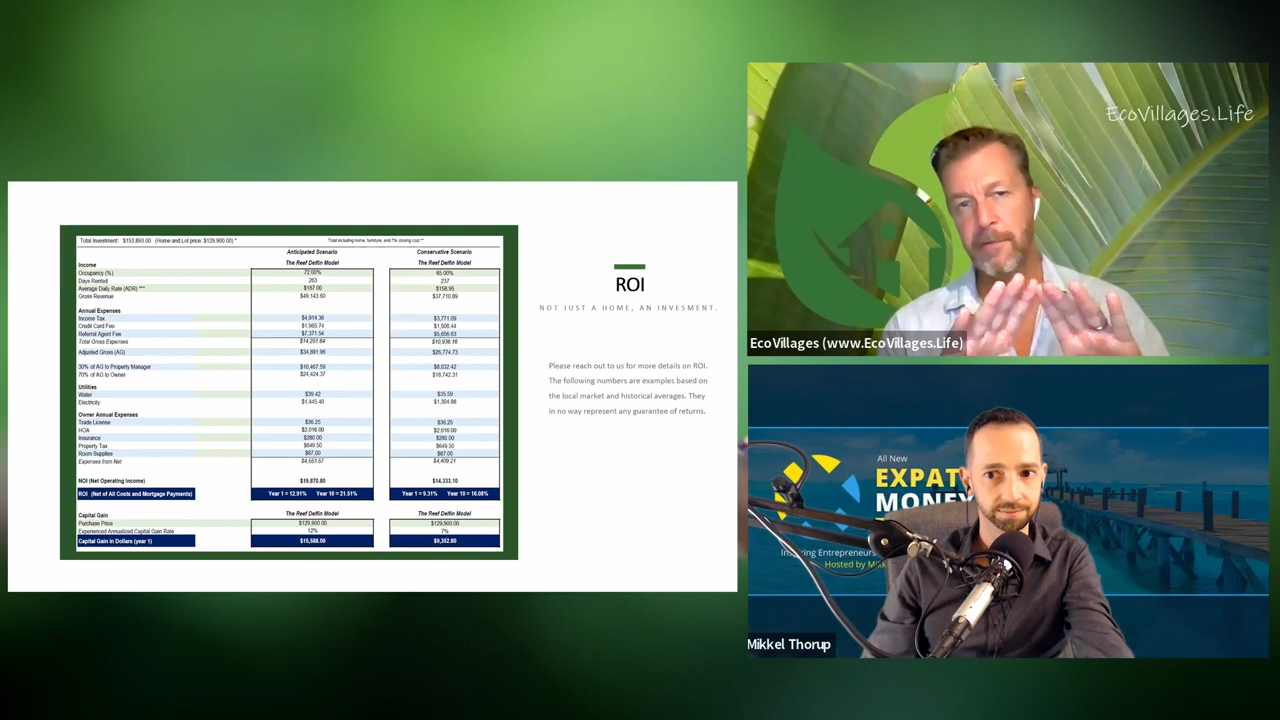 Total Investment: $153,893.00 (Home and Lot price: $129,900.00) * Total including home, furniture, and 7% closing cost **
Anticipated Scenario Conservative Scenario
Income The Reef Delfin Model The Reef Delfin Model
Occupancy (%) 72.00% 65.00%
Days Rented 263 237
Average Daily Rate (ADR) *** $187.00 $158.95
Gross Revenue $49,143.60 $37,710.89
Annual Expenses
Income Tax $4,914.36 $3,771.09
Credit Card Fee $1,965.74 $1,508.44
Referral Agent Fee $7,371.54 $5,656.63
Total Gross Expenses $14,251.64 $10,936.16
Adjusted Gross (AG) $34,891.96 $26,774.73
30% of AG to Property Manager $10,467.59 $8,032.42
70% of AG to Owner $24,424.37 $18,742.31
Utilities
Water $39.42 $35.59
Electricity $1,445.40 $1,304.88
Owner Annual Expenses
Trade License $36.25 $36.25
HOA $2,016.00 $2,016.00
Insurance $280.00 $280.00
Property Tax $649.50 $649.50
Room Supplies $87.00 $87.00
Expenses from Net $4,553.57 $4,409.21
NOI (Net Operating Income) $19,870.80 $14,333.10
ROI (Net of All Costs and Mortgage Payments) Year 1 = 12.91% Year 10 = 21.51% Year 1 = 9.31% Year 10 = 16.08%
Capital Gain The Reef Delfin Model The Reef Delfin Model
Purchase Price $129,900.00 $129,900.00
Experienced Annualized Capital Gain Rate 12% 7%
Capital Gain in Dollars (year 1) $15,588.00 $9,352.80
ROI
NOT JUST A HOME, AN INVESMENT.
Please reach out to us for more details on ROI.
The following numbers are examples based on
the local market and historical averages. They
in no way represent any guarantee of returns.
EcoVillages.Life
EcoVillages (www.EcoVillages.Life)
All New
EXPAT
MONEY
Inspiring Entrepreneurs
Hosted by Mikk
Mikkel Thorup